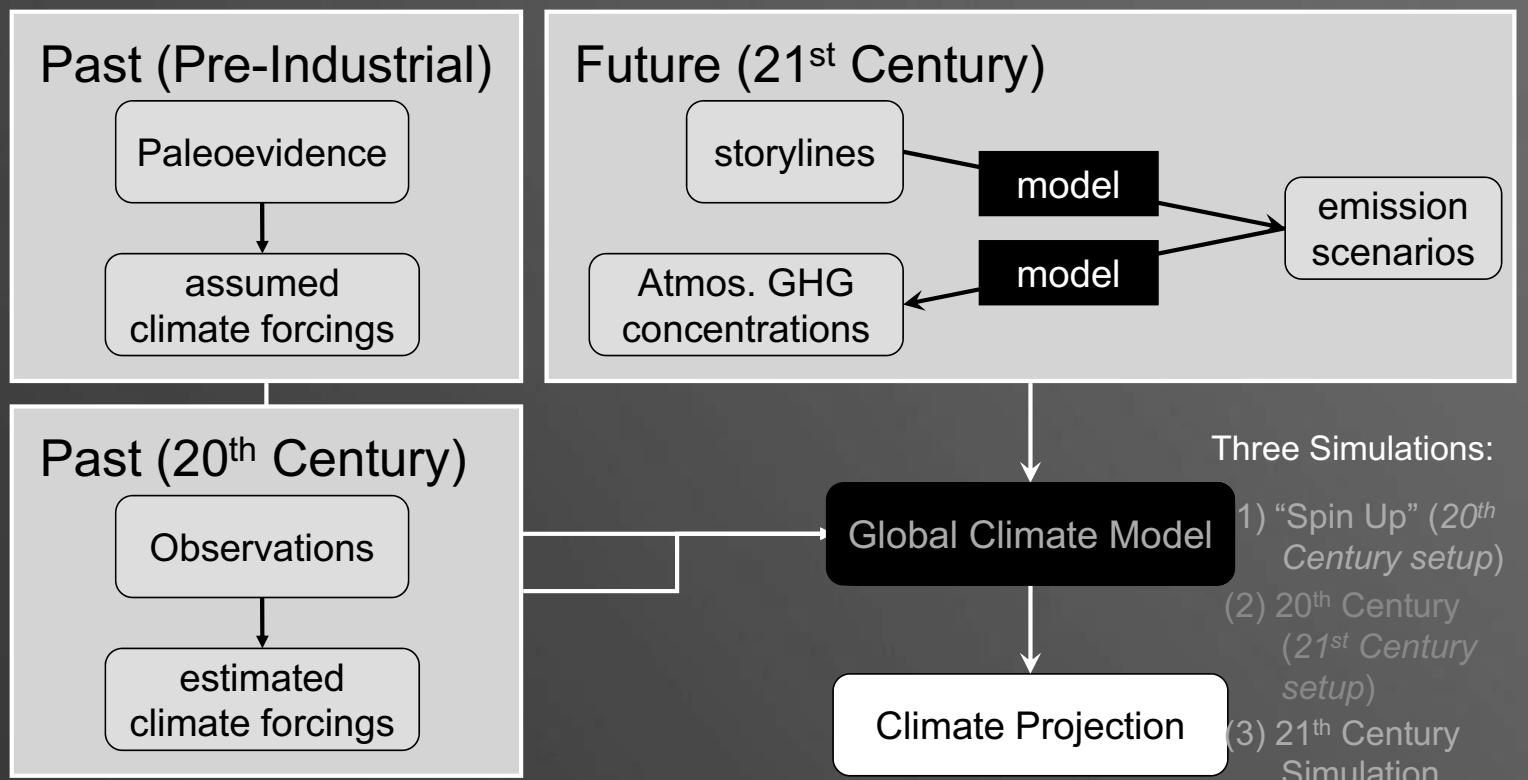 Past (Pre-Industrial)
Paleoevidence
assumed
climate forcings
Future (21st Century)
storylines
model
model
emission
scenarios
Atmos. GHG
concentrations
Past (20th Century)
Observations
estimated
climate forcings
Global Climate Model
Climate Projection
Three Simulations:
1) “Spin Up” (20th
Century setup)
(2) 20th Century
(21st Century
setup)
(3) 21th Century
Simulation